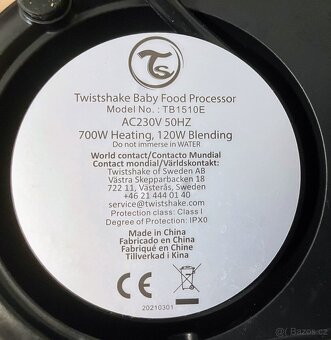 Ts
Twistshake Baby Food Processor
Model No. : TB1510E
AC230V 50HZ
700W Heating, 120W Blending
Do not immerse in WATER
World contact/Contacto Mundial
Contact mondial/Världskontakt:
Twistshake of Sweden AB
Västra Skepparbacken 18
722 11, Västerås, Sweden
+46 21 444 01 40
service@twistshake.com
Protection class: Class I
Degree of Protection: IPX0
Made in China
Fabricado en China
Fabriqué en Chine
Tillverkad i Kina
CE
20210301
Bazos.cz